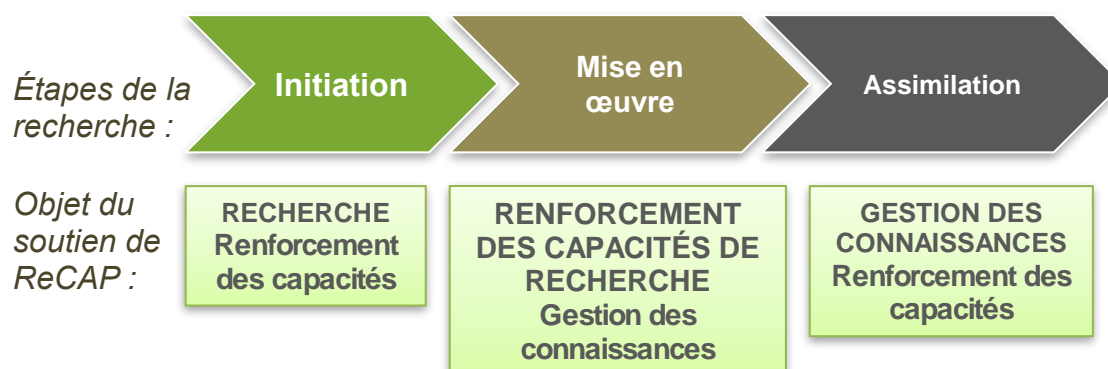 Étapes de la
recherche :
Initiation
Mise en
œuvre
Assimilation
Objet du
soutien de
ReCAP :
RECHERCHE
Renforcement
des capacités
RENFORCEMENT
DES CAPACITÉS DE
RECHERCHE
Gestion des
connaissances
GESTION DES
CONNAISSANCES
Renforcement des
capacités